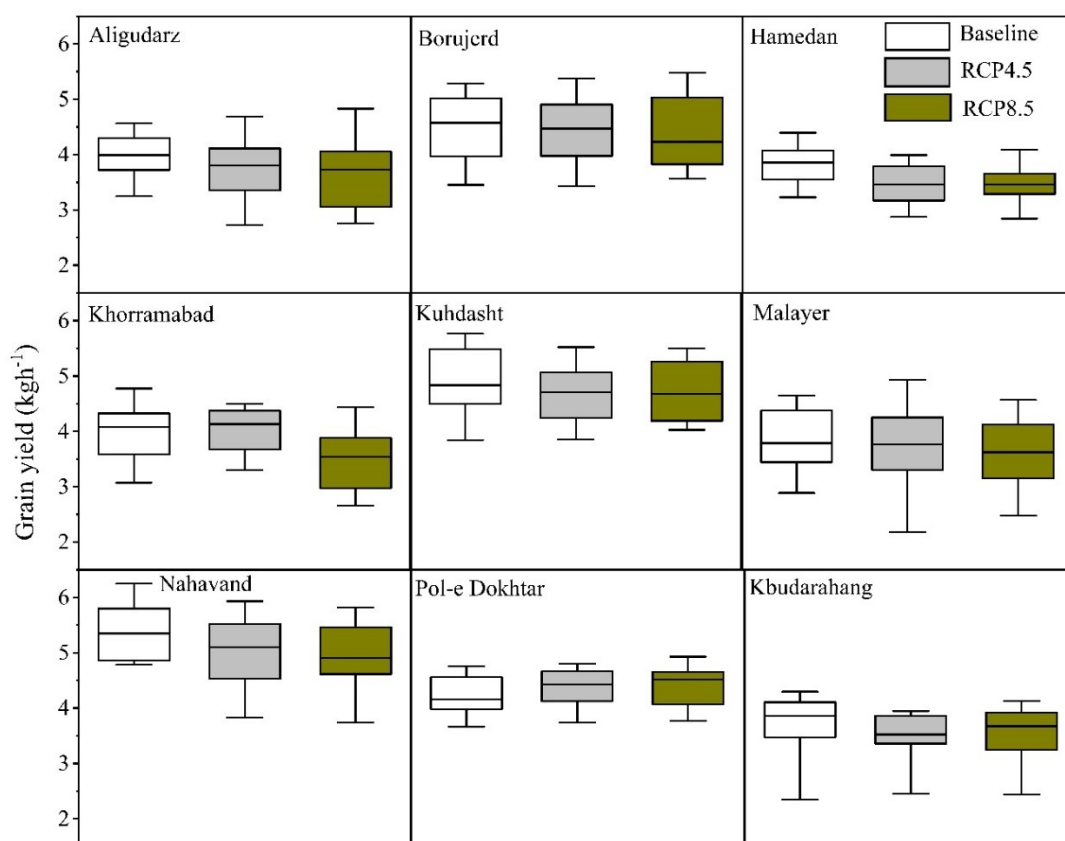 Grain yield (kgh⁻¹)
Aligudarz
Borujerd
Hamedan
Baseline
RCP4.5
RCP8.5
6
5
4
3
2
Khorramabad
Kuhdasht
Malayer
6
5
4
3
2
Nahavand
Pol-e Dokhtar
Kbudarahang
6
5
4
3
2